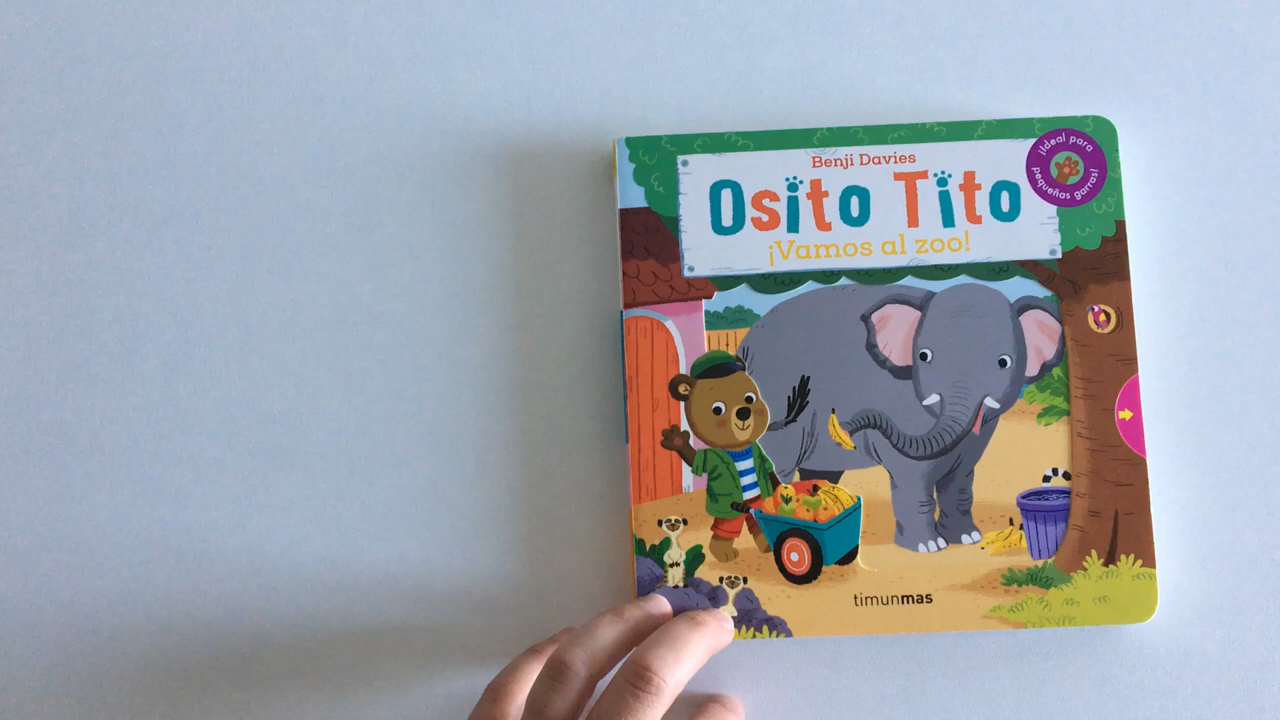 Benji Davies
Osito Tito
¡Vamos al zoo!
¡Ideal para
pequeñas garras!
timunmas